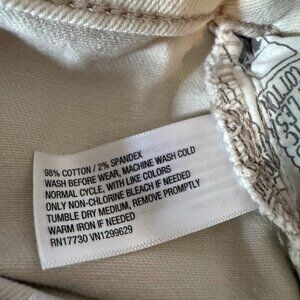 98% COTTON / 2% SPANDEX
WASH BEFORE WEAR, MACHINE WASH COLD
NORMAL CYCLE, WITH LIKE COLORS
ONLY NON-CHLORINE BLEACH IF NEEDED
TUMBLE DRY MEDIUM, REMOVE PROMPTLY
WARM IRON IF NEEDED
RN17730 VN1299629